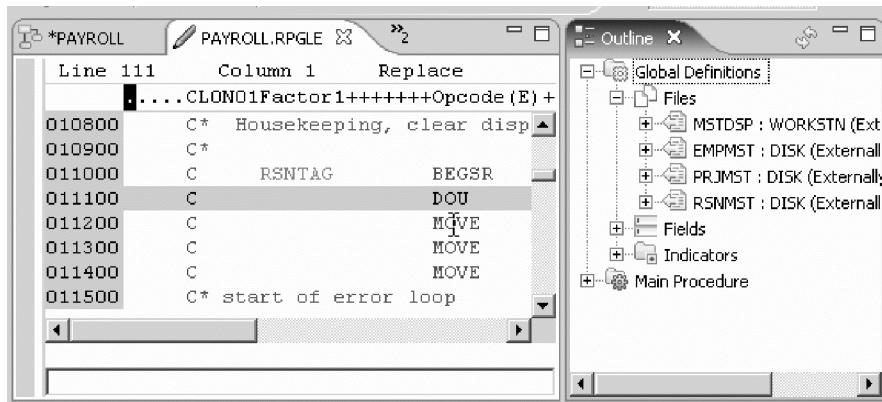 *PAYROLL
PAYROLL.RPGLE
»2
Line 111 Column 1 Replace
.....CL0N01Factor1+++++++Opcode(E)+
010800 C* Housekeeping, clear disp
010900 C*
011000 C RSNTAG BEGSR
011100 C DOU
011200 C MOVE
011300 C MOVE
011400 C MOVE
011500 C* start of error loop
Outline
Global Definitions
Files
MSTDSP : WORKSTN (Ext
EMPMST : DISK (Externall
PRJMST : DISK (Externally
RSNMST : DISK (Externall
Fields
Indicators
Main Procedure